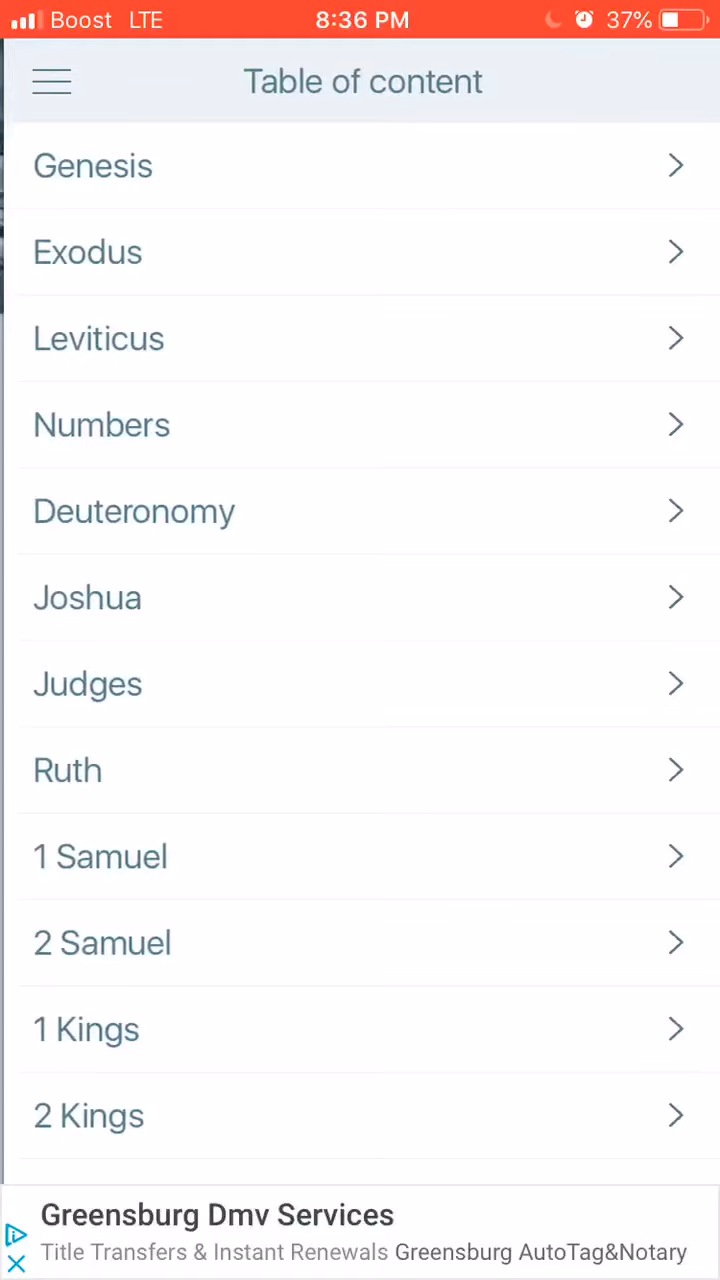 Boost LTE 8:36 PM 37%
Table of content
Genesis
Exodus
Leviticus
Numbers
Deuteronomy
Joshua
Judges
Ruth
1 Samuel
2 Samuel
1 Kings
2 Kings
Greensburg Dmv Services
Title Transfers & Instant Renewals Greensburg AutoTag&Notary